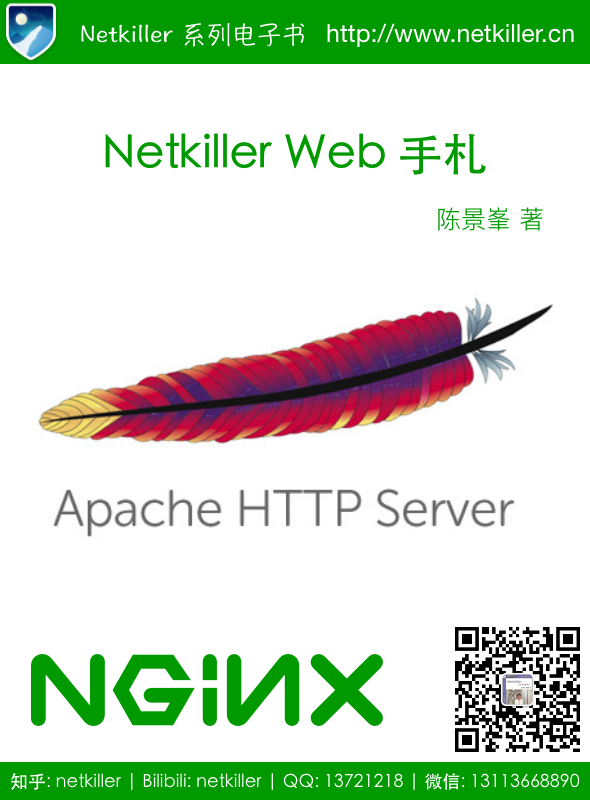 Netkiller 系列电子书 http://www.netkiller.cn
Netkiller Web 手札
陈景峯 著
Apache HTTP Server
NGINX
知乎: netkiller | Bilibili: netkiller | QQ: 13721218 | 微信: 13113668890